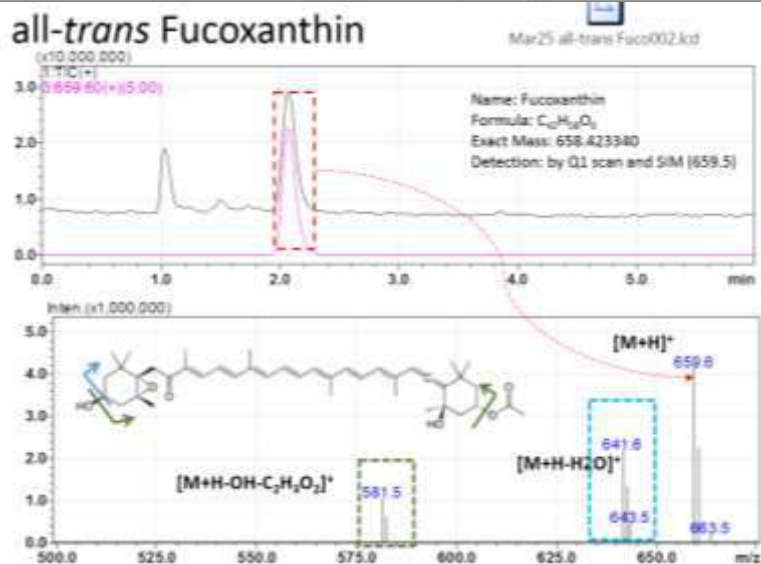 all-trans Fucoxanthin
Mar25 all-trans Fuco002.lcd
(x10,000,000)
1:TIC(+)
3:659.60(+)(5.00)
3.0
2.0
1.0
0.0
Name: Fucoxanthin
Formula: C₄₂H₅₈O₆
Exact Mass: 658.423340
Detection: by Q1 scan and SIM (659.5)
0.0 1.0 2.0 3.0 4.0 5.0 min
Inten.(x1,000,000)
5.0
4.0
3.0
2.0
1.0
0.0
[M+H]⁺
659.6
HO
O
O
HO
O
O
641.6
[M+H-H2O]⁺
[M+H-OH-C₂H₃O₂]⁺
581.5
643.5
663.5
500.0 525.0 550.0 575.0 600.0 625.0 650.0 m/z